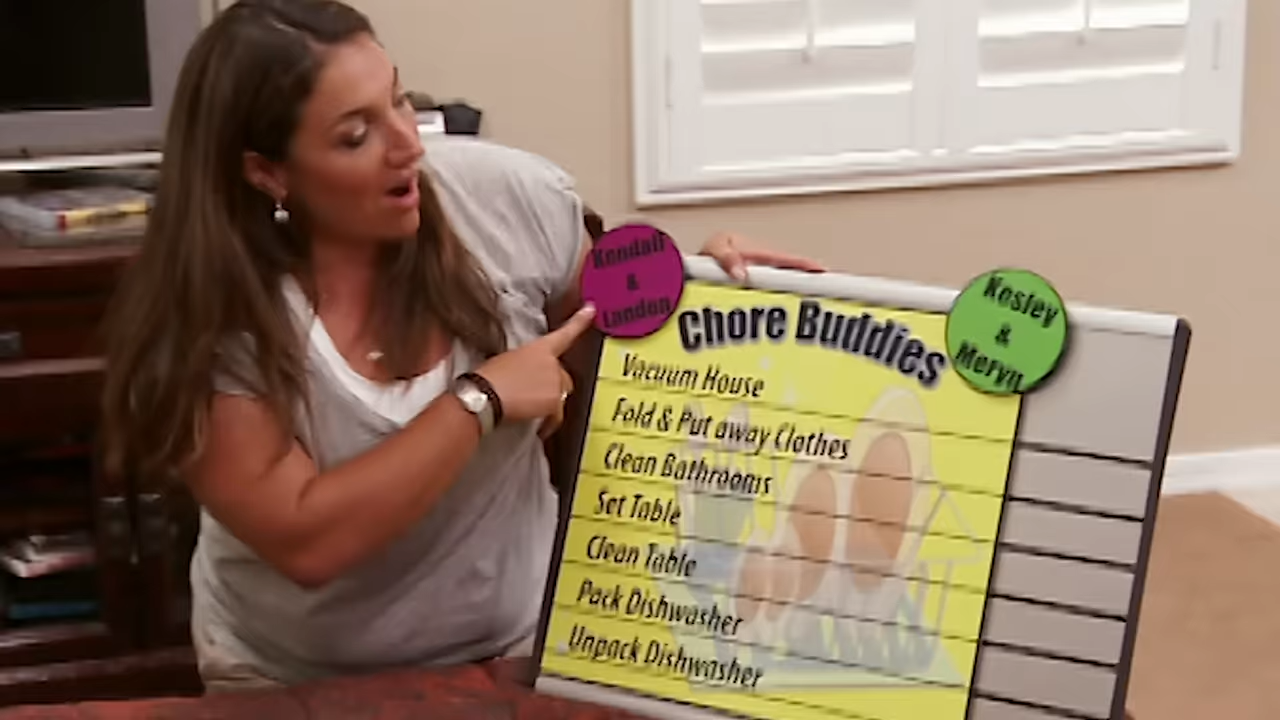 Kendall
&
Landon
Chore Buddies
Kesley
&
Mervyn
Vacuum House
Fold & Put away Clothes
Clean Bathrooms
Set Table
Clean Table
Pack Dishwasher
Unpack Dishwasher